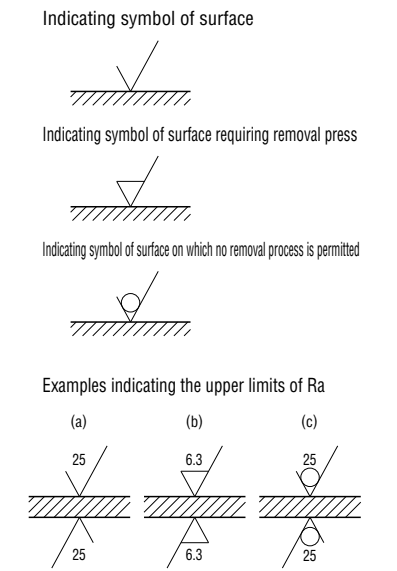 Indicating symbol of surface
Indicating symbol of surface requiring removal press
Indicating symbol of surface on which no removal process is permitted
Examples indicating the upper limits of Ra
(a) (b) (c)
25 6.3 25
25 6.3 25